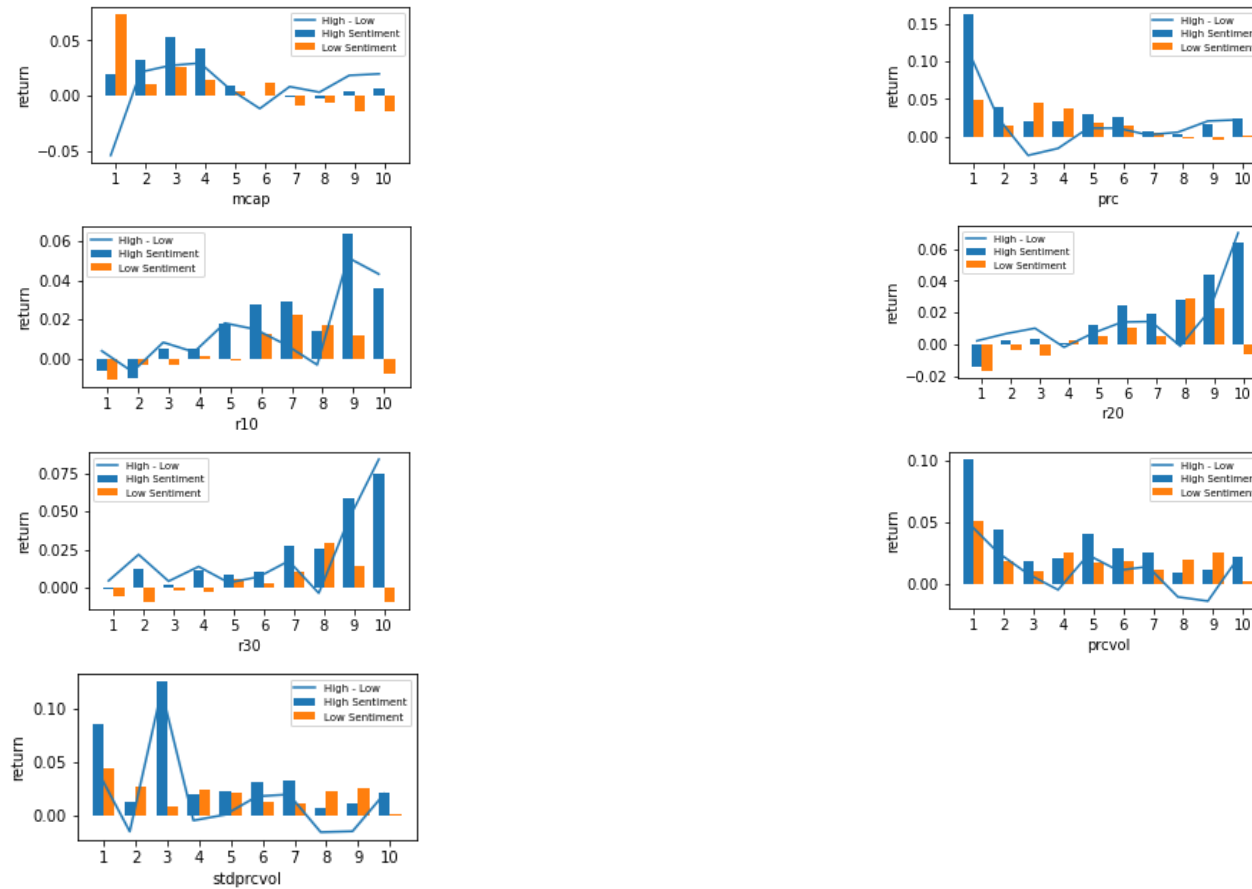 High - Low
High Sentiment
Low Sentiment
0.05
0.00
−0.05
return
1 2 3 4 5 6 7 8 9 10
mcap
High - Low
High Sentimen
Low Sentiment
0.15
0.10
0.05
0.00
return
1 2 3 4 5 6 7 8 9 10
prc
High - Low
High Sentiment
Low Sentiment
0.06
0.04
0.02
0.00
return
1 2 3 4 5 6 7 8 9 10
r10
High - Low
High Sentiment
Low Sentiment
0.06
0.04
0.02
0.00
−0.02
return
1 2 3 4 5 6 7 8 9 10
r20
High - Low
High Sentiment
Low Sentiment
0.075
0.050
0.025
0.000
return
1 2 3 4 5 6 7 8 9 10
r30
High - Low
High Sentimen
Low Sentiment
0.10
0.05
0.00
return
1 2 3 4 5 6 7 8 9 10
prcvol
High - Low
High Sentiment
Low Sentiment
0.10
0.05
0.00
return
1 2 3 4 5 6 7 8 9 10
stdprcvol